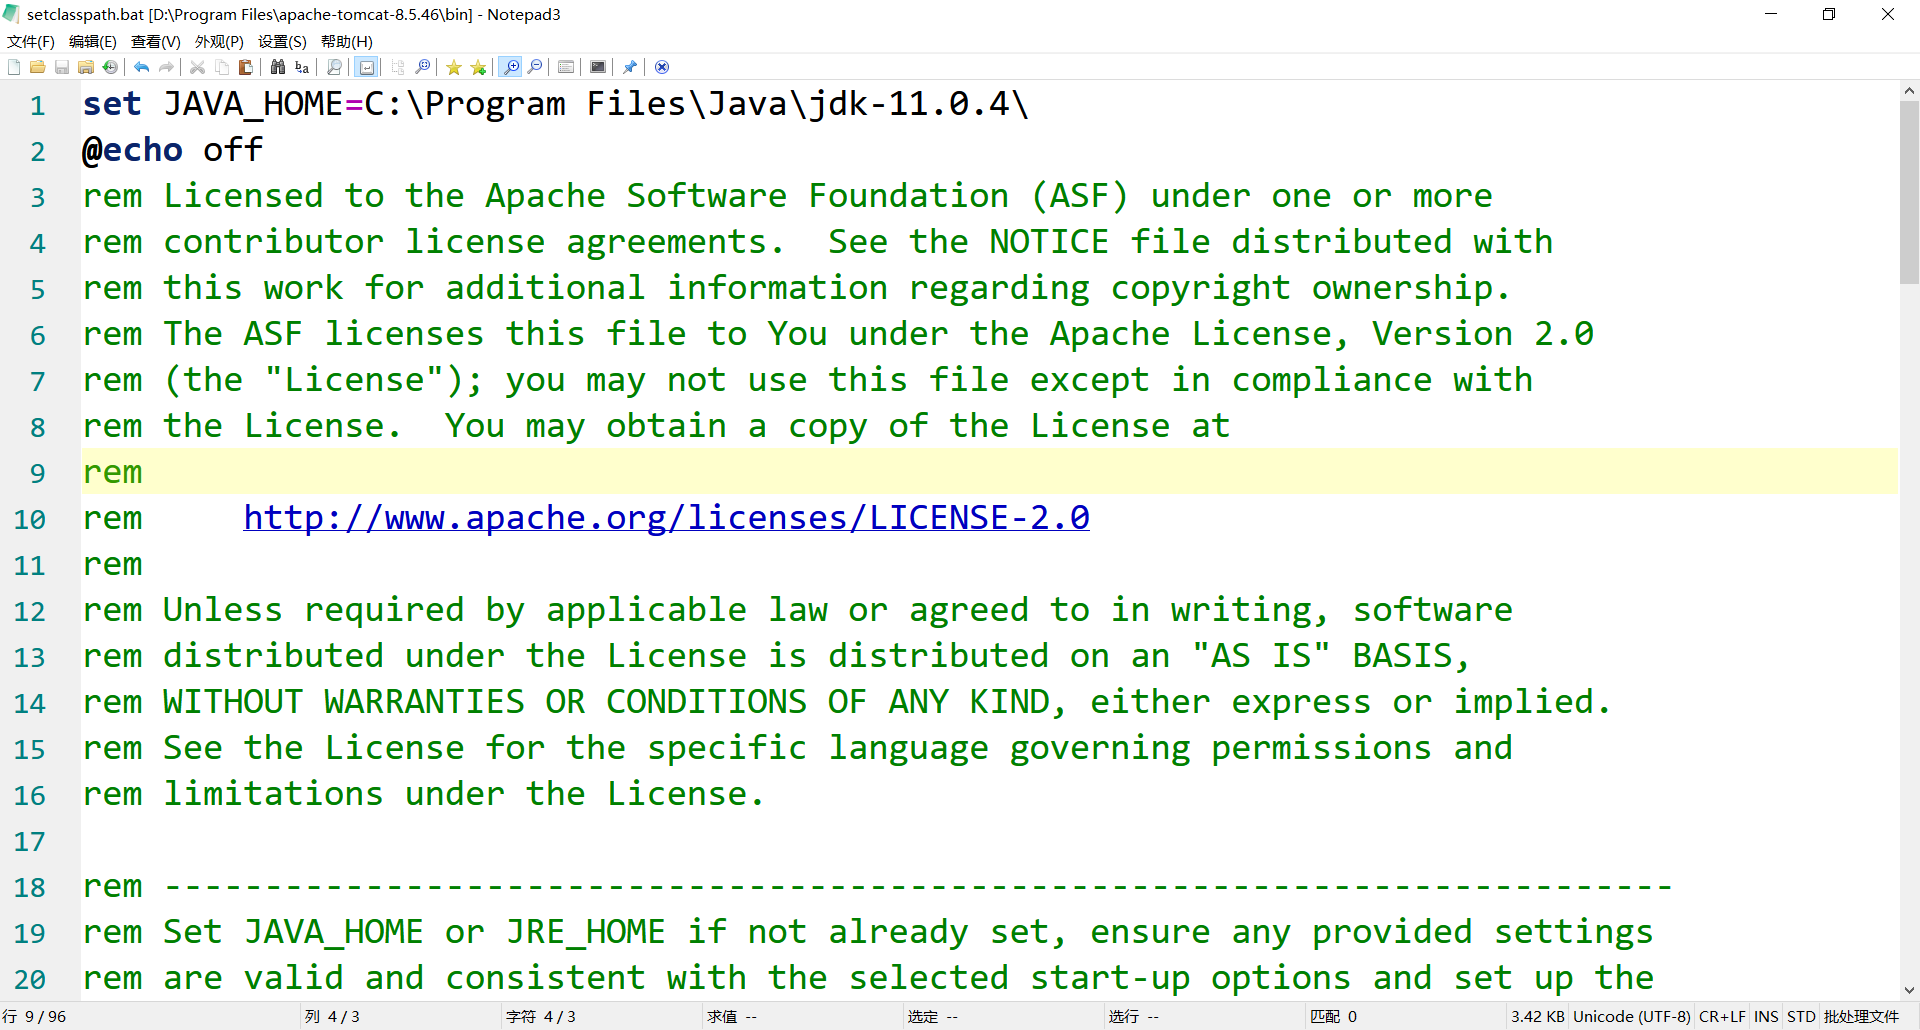 setclasspath.bat [D:\Program Files\apache-tomcat-8.5.46\bin] - Notepad3
文件(F) 编辑(E) 查看(V) 外观(P) 设置(S) 帮助(H)
1 set JAVA_HOME=C:\Program Files\Java\jdk-11.0.4\
2 @echo off
3 rem Licensed to the Apache Software Foundation (ASF) under one or more
4 rem contributor license agreements.  See the NOTICE file distributed with
5 rem this work for additional information regarding copyright ownership.
6 rem The ASF licenses this file to You under the Apache License, Version 2.0
7 rem (the "License"); you may not use this file except in compliance with
8 rem the License.  You may obtain a copy of the License at
9 rem
10 rem     http://www.apache.org/licenses/LICENSE-2.0
11 rem
12 rem Unless required by applicable law or agreed to in writing, software
13 rem distributed under the License is distributed on an "AS IS" BASIS,
14 rem WITHOUT WARRANTIES OR CONDITIONS OF ANY KIND, either express or implied.
15 rem See the License for the specific language governing permissions and
16 rem limitations under the License.
17
18 rem ---------------------------------------------------------------------------
19 rem Set JAVA_HOME or JRE_HOME if not already set, ensure any provided settings
20 rem are valid and consistent with the selected start-up options and set up the
行 9 / 96 列 4 / 3 字符 4 / 3 求值 -- 选定 -- 选行 -- 匹配 0 3.42 KB Unicode (UTF-8) CR+LF INS STD 批处理文件